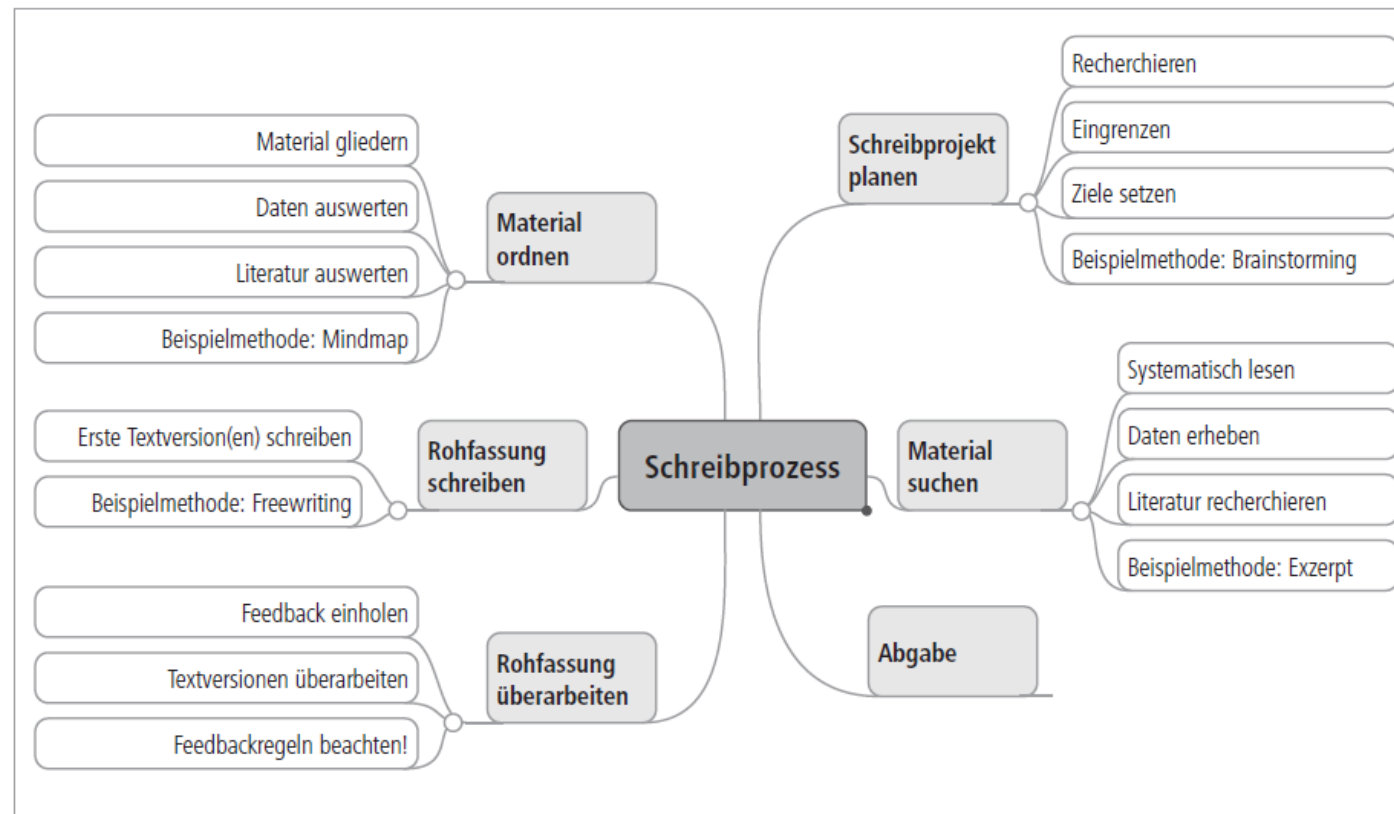 Schreibprozess
Schreibprojekt
planen
Recherchieren
Eingrenzen
Ziele setzen
Beispielmethode: Brainstorming
Material
suchen
Systematisch lesen
Daten erheben
Literatur recherchieren
Beispielmethode: Exzerpt
Material
ordnen
Material gliedern
Daten auswerten
Literatur auswerten
Beispielmethode: Mindmap
Rohfassung
schreiben
Erste Textversion(en) schreiben
Beispielmethode: Freewriting
Rohfassung
überarbeiten
Feedback einholen
Textversionen überarbeiten
Feedbackregeln beachten!
Abgabe